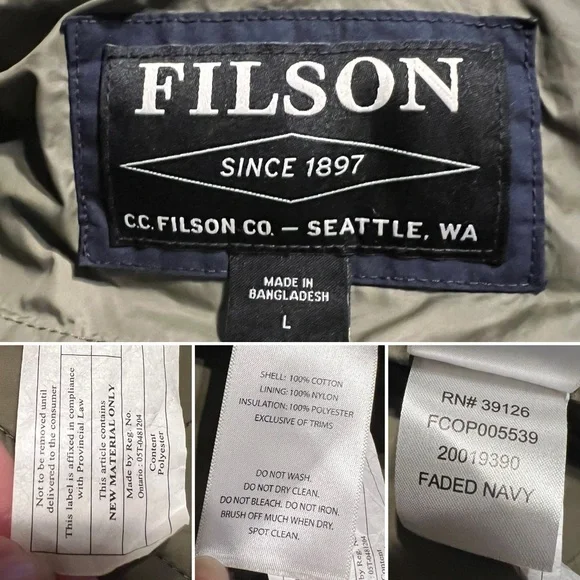 FILSON
SINCE 1897
C.C. FILSON CO. — SEATTLE, WA
MADE IN
BANGLADESH
L
Not to be removed until
delivered to the consumer
This label is affixed in compliance
with Provincial Law
This article contains
NEW MATERIAL ONLY
Made by Reg. No.
Ontario : 05T-0481204
Content
Polyester
SHELL: 100% COTTON
LINING: 100% NYLON
INSULATION: 100% POLYESTER
EXCLUSIVE OF TRIMS
DO NOT WASH.
DO NOT DRY CLEAN.
DO NOT BLEACH. DO NOT IRON.
BRUSH OFF MUCH WHEN DRY,
SPOT CLEAN.
RN# 39126
FCOP005539
20019390
FADED NAVY